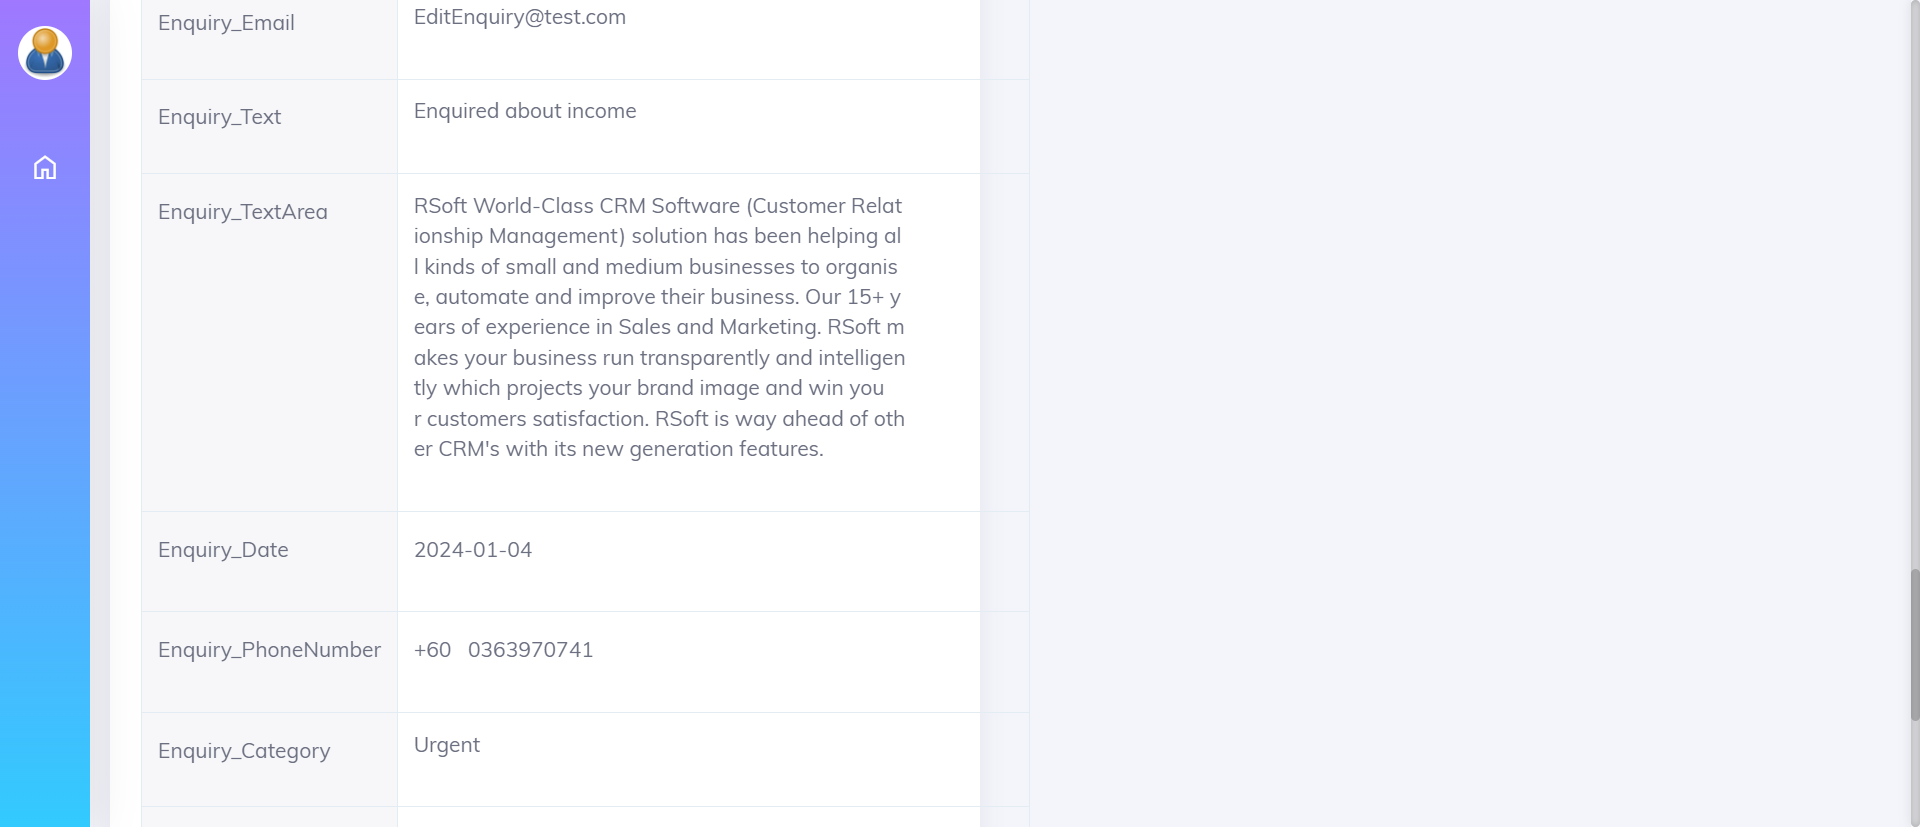 Enquiry_Email
EditEnquiry@test.com
Enquiry_Text
Enquired about income
Enquiry_TextArea
RSoft World-Class CRM Software (Customer Relat
ionship Management) solution has been helping al
l kinds of small and medium businesses to organis
e, automate and improve their business. Our 15+ y
ears of experience in Sales and Marketing. RSoft m
akes your business run transparently and intelligen
tly which projects your brand image and win you
r customers satisfaction. RSoft is way ahead of oth
er CRM's with its new generation features.
Enquiry_Date
2024-01-04
Enquiry_PhoneNumber
+60 0363970741
Enquiry_Category
Urgent